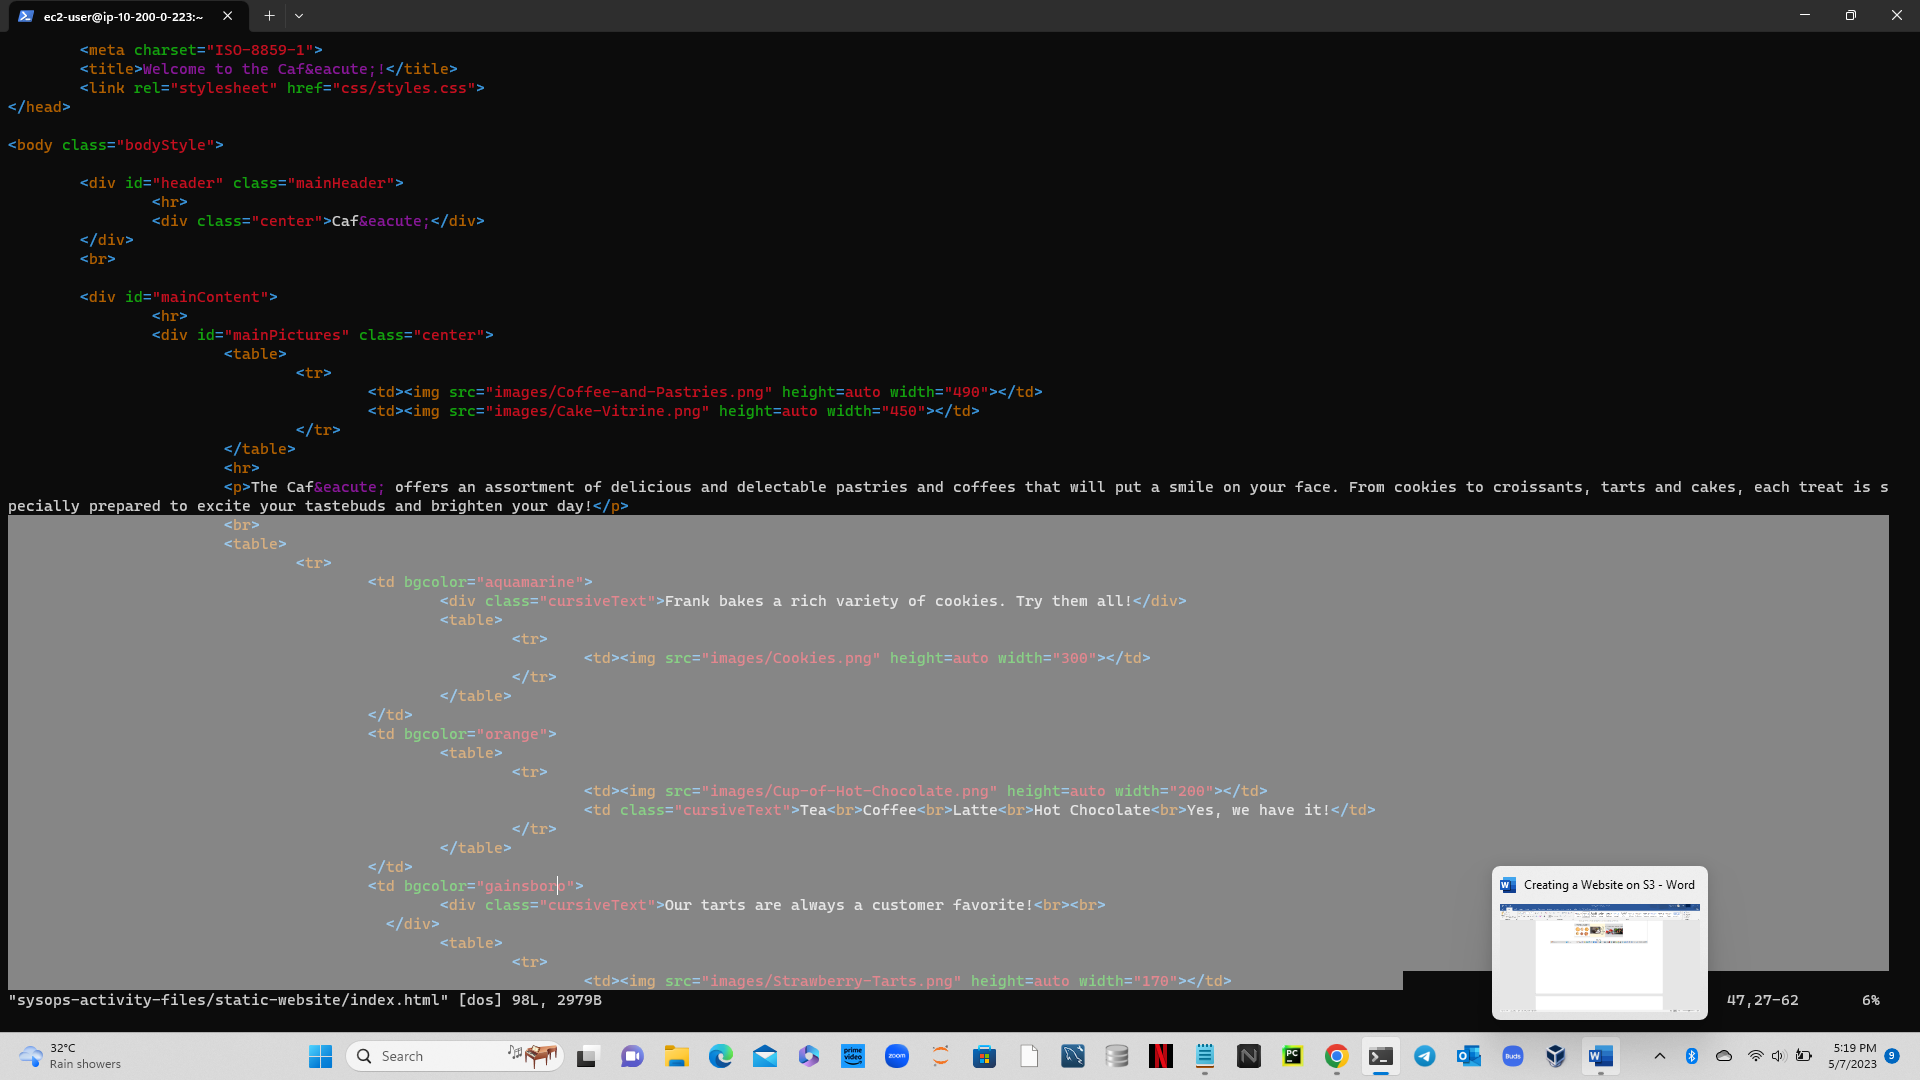 ec2-user@ip-10-200-0-223:~
<meta charset="ISO-8859-1">
<title>Welcome to the Caf&eacute;!</title>
<link rel="stylesheet" href="css/styles.css">
</head>
<body class="bodyStyle">
<div id="header" class="mainHeader">
<hr>
<div class="center">Caf&eacute;</div>
</div>
<br>
<div id="mainContent">
<hr>
<div id="mainPictures" class="center">
<table>
<tr>
<td><img src="images/Coffee-and-Pastries.png" height=auto width="490"></td>
<td><img src="images/Cake-Vitrine.png" height=auto width="450"></td>
</tr>
</table>
<hr>
<p>The Caf&eacute; offers an assortment of delicious and delectable pastries and coffees that will put a smile on your face. From cookies to croissants, tarts and cakes, each treat is s
pecially prepared to excite your tastebuds and brighten your day!</p>
<br>
<table>
<tr>
<td bgcolor="aquamarine">
<div class="cursiveText">Frank bakes a rich variety of cookies. Try them all!</div>
<table>
<tr>
<td><img src="images/Cookies.png" height=auto width="300"></td>
</tr>
</table>
</td>
<td bgcolor="orange">
<table>
<tr>
<td><img src="images/Cup-of-Hot-Chocolate.png" height=auto width="200"></td>
<td class="cursiveText">Tea<br>Coffee<br>Latte<br>Hot Chocolate<br>Yes, we have it!</td>
</tr>
</table>
</td>
<td bgcolor="gainsboro">
<div class="cursiveText">Our tarts are always a customer favorite!<br><br>
</div>
<table>
<tr>
<td><img src="images/Strawberry-Tarts.png" height=auto width="170"></td>
"sysops-activity-files/static-website/index.html" [dos] 98L, 2979B
47,27-62 6%
Creating a Website on S3 - Word
32°C
Rain showers
Search
prime video
zoom
N
N
PC
Buds
W
5:19 PM
5/7/2023
9